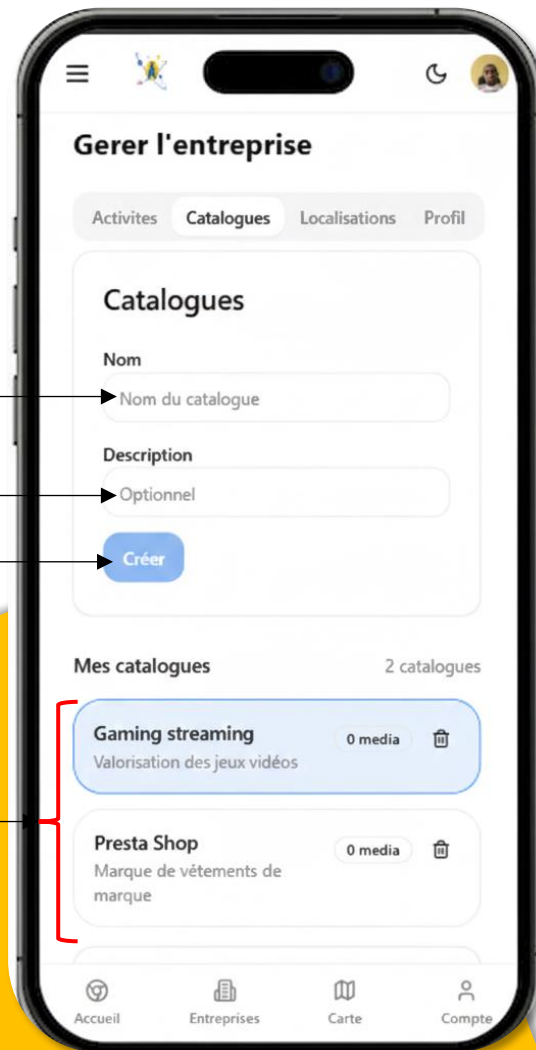 Gerer l'entreprise
Activites Catalogues Localisations Profil
Catalogues
Nom
Nom du catalogue
Description
Optionnel
Créer
Mes catalogues 2 catalogues
Gaming streaming 0 media
Valorisation des jeux vidéos
Presta Shop 0 media
Marque de vétements de
marque
Accueil Entreprises Carte Compte